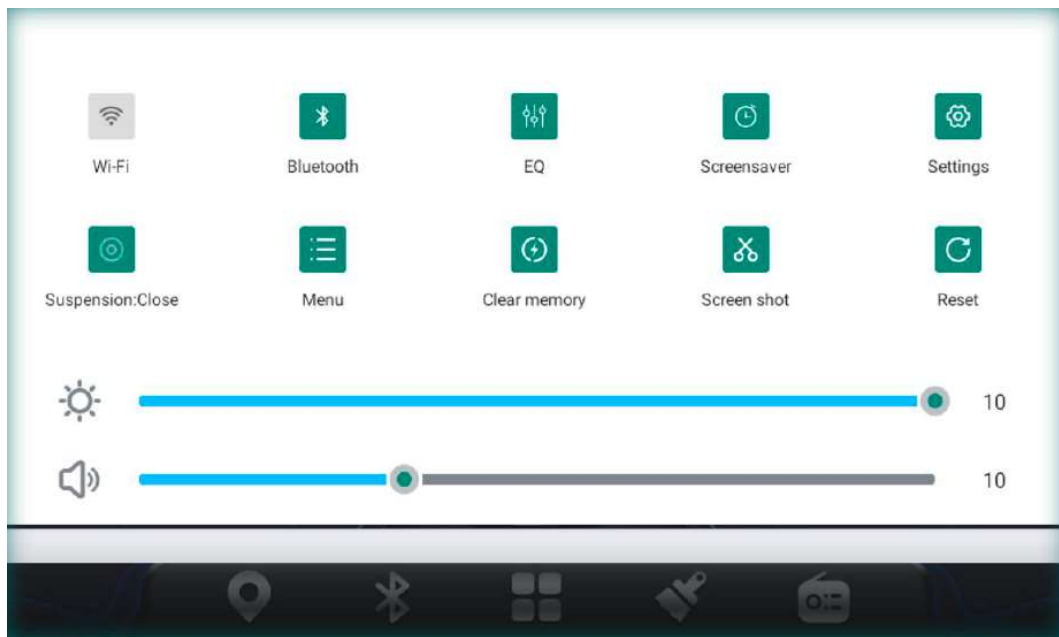 Wi-Fi Bluetooth EQ Screensaver Settings
Suspension:Close Menu Clear memory Screen shot Reset
10
10